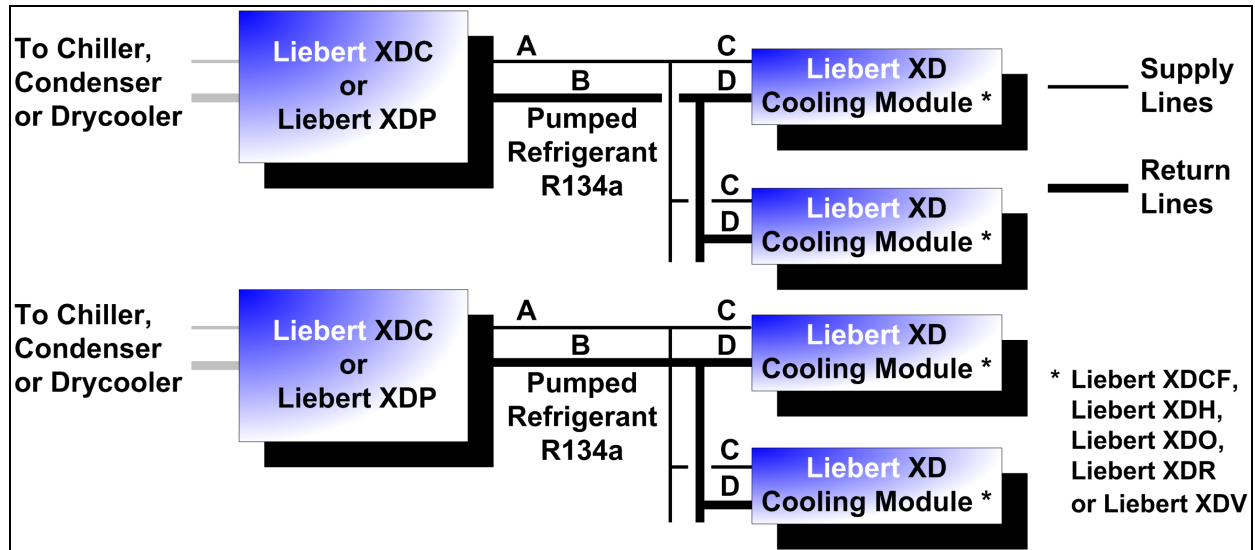 To Chiller,
Condenser
or Drycooler
Liebert XDC
or
Liebert XDP
A
B
Pumped
Refrigerant
R134a
C
D
Liebert XD
Cooling Module *
C
D
Liebert XD
Cooling Module *
Supply
Lines
Return
Lines
To Chiller,
Condenser
or Drycooler
Liebert XDC
or
Liebert XDP
A
B
Pumped
Refrigerant
R134a
C
D
Liebert XD
Cooling Module *
C
D
Liebert XD
Cooling Module *
* Liebert XDCF,
Liebert XDH,
Liebert XDO,
Liebert XDR
or Liebert XDV